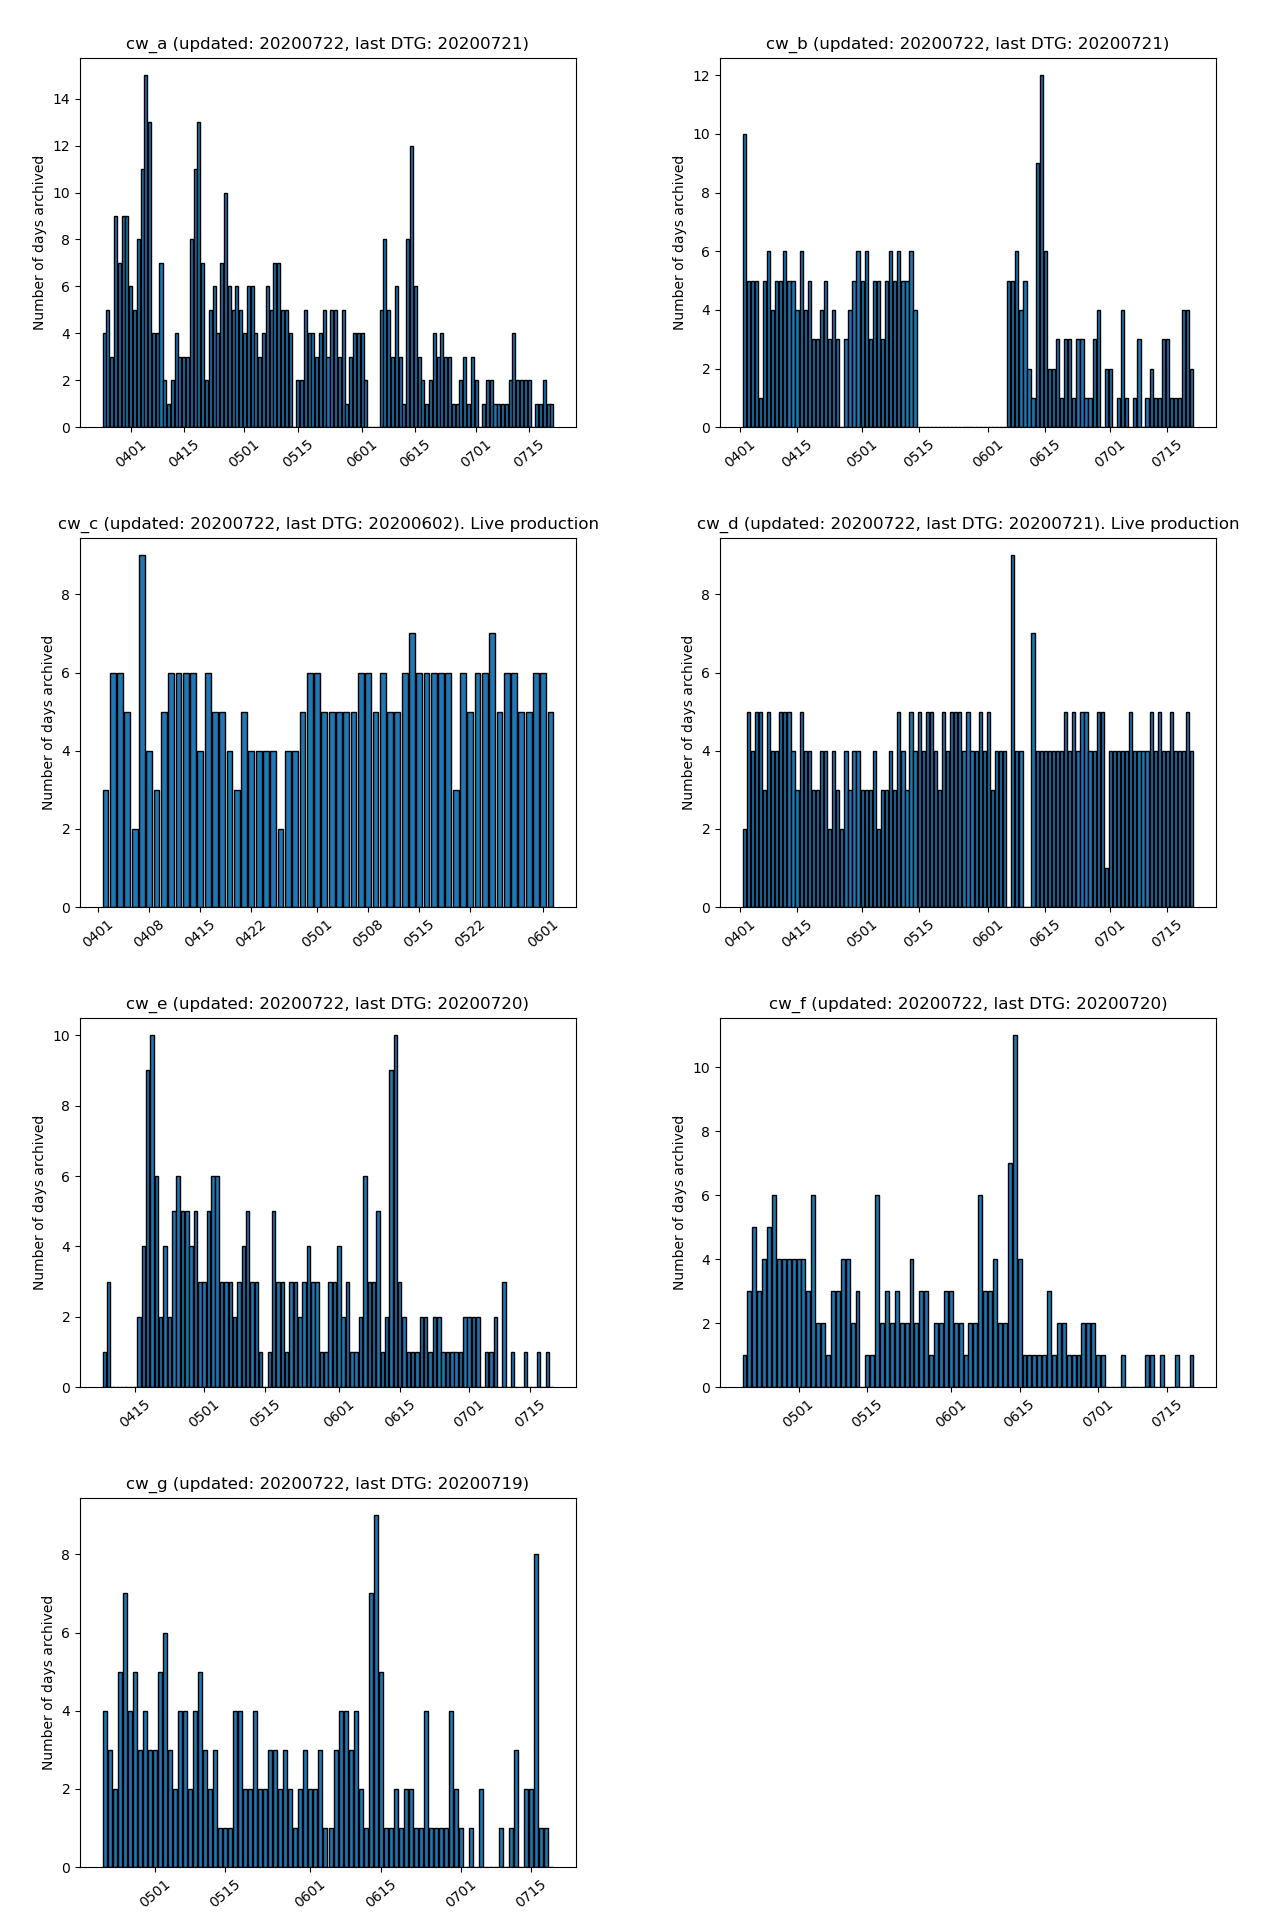 cw_a (updated: 20200722, last DTG: 20200721)
Number of days archived
14
12
10
8
6
4
2
0
0401 0415 0501 0515 0601 0615 0701 0715
cw_b (updated: 20200722, last DTG: 20200721)
Number of days archived
12
10
8
6
4
2
0
0401 0415 0501 0515 0601 0615 0701 0715
cw_c (updated: 20200722, last DTG: 20200602). Live production
Number of days archived
8
6
4
2
0
0401 0408 0415 0422 0501 0508 0515 0522 0601
cw_d (updated: 20200722, last DTG: 20200721). Live production
Number of days archived
8
6
4
2
0
0401 0415 0501 0515 0601 0615 0701 0715
cw_e (updated: 20200722, last DTG: 20200720)
Number of days archived
10
8
6
4
2
0
0415 0501 0515 0601 0615 0701 0715
cw_f (updated: 20200722, last DTG: 20200720)
Number of days archived
10
8
6
4
2
0
0501 0515 0601 0615 0701 0715
cw_g (updated: 20200722, last DTG: 20200719)
Number of days archived
8
6
4
2
0
0501 0515 0601 0615 0701 0715